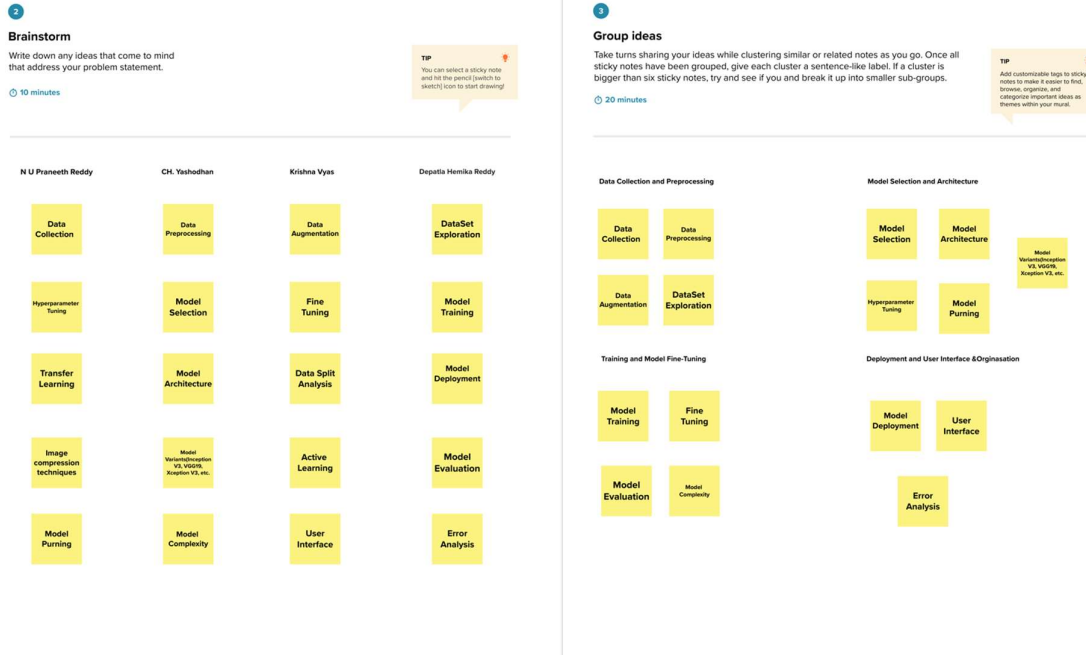 2
Brainstorm
Write down any ideas that come to mind
that address your problem statement.
10 minutes
TIP
You can select a sticky note
and hit the pencil [switch to
sketch] icon to start drawing!
N U Praneeth Reddy
CH. Yashodhan
Krishna Vyas
Depatla Hemika Reddy
Data
Collection
Data
Preprocessing
Data
Augmentation
DataSet
Exploration
Hyperparameter
Tuning
Model
Selection
Fine
Tuning
Model
Training
Transfer
Learning
Model
Architecture
Data Split
Analysis
Model
Deployment
Image
compression
techniques
Model
Variants(Inception
V3, VGG19,
Xception V3, etc.
Active
Learning
Model
Evaluation
Model
Purning
Model
Complexity
User
Interface
Error
Analysis
3
Group ideas
Take turns sharing your ideas while clustering similar or related notes as you go. Once all
sticky notes have been grouped, give each cluster a sentence-like label. If a cluster is
bigger than six sticky notes, try and see if you and break it up into smaller sub-groups.
20 minutes
TIP
Add customizable tags to sticky
notes to make it easier to find,
browse, organize, and
categorize important ideas as
themes within your mural.
Data Collection and Preprocessing
Data
Collection
Data
Preprocessing
Data
Augmentation
DataSet
Exploration
Model Selection and Architecture
Model
Selection
Model
Architecture
Model
Variants(Inception
V3, VGG19,
Xception V3, etc.
Hyperparameter
Tuning
Model
Purning
Training and Model Fine-Tuning
Model
Training
Fine
Tuning
Model
Evaluation
Model
Complexity
Deployment and User Interface &Orginasation
Model
Deployment
User
Interface
Error
Analysis